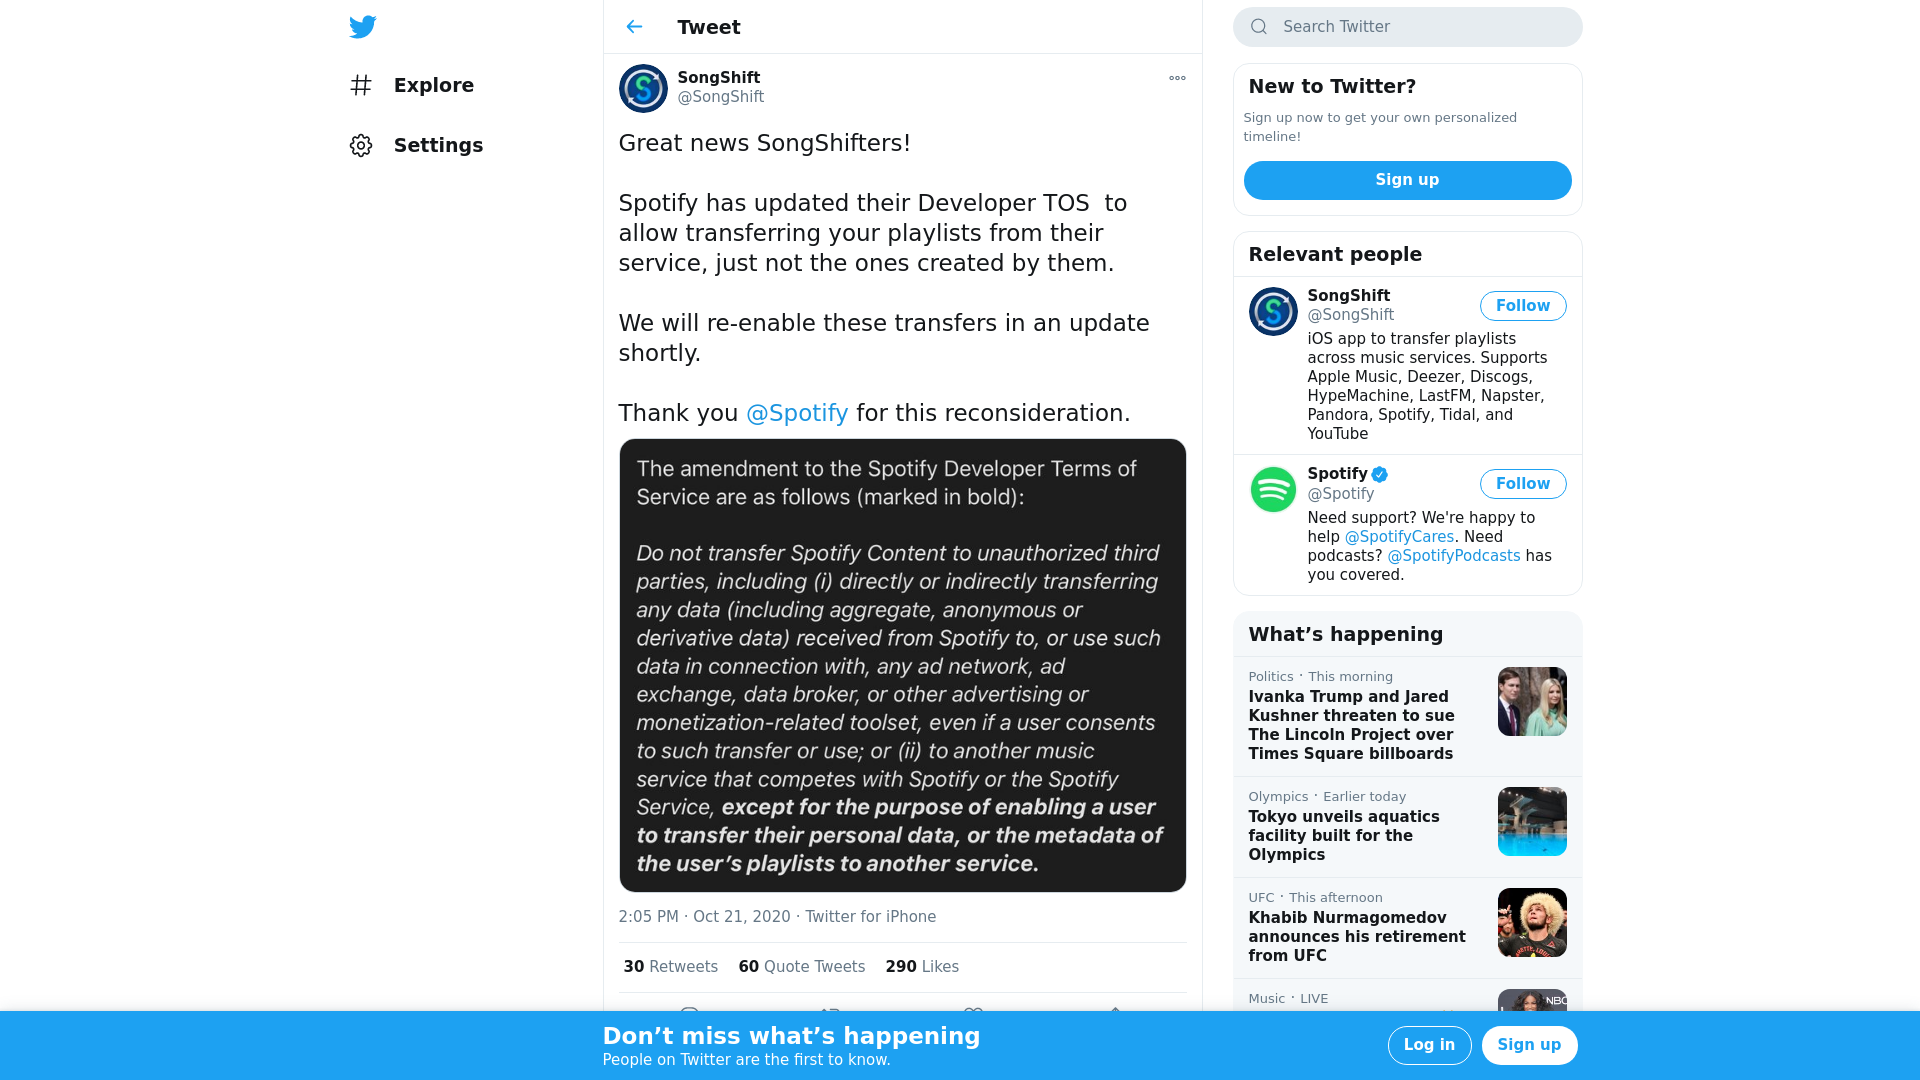 Explore
Settings
Tweet
SongShift
@SongShift
Great news SongShifters!
Spotify has updated their Developer TOS  to
allow transferring your playlists from their
service, just not the ones created by them.
We will re-enable these transfers in an update
shortly.
Thank you @Spotify for this reconsideration.
The amendment to the Spotify Developer Terms of
Service are as follows (marked in bold):
Do not transfer Spotify Content to unauthorized third
parties, including (i) directly or indirectly transferring
any data (including aggregate, anonymous or
derivative data) received from Spotify to, or use such
data in connection with, any ad network, ad
exchange, data broker, or other advertising or
monetization-related toolset, even if a user consents
to such transfer or use; or (ii) to another music
service that competes with Spotify or the Spotify
Service, except for the purpose of enabling a user
to transfer their personal data, or the metadata of
the user’s playlists to another service.
2:05 PM · Oct 21, 2020 · Twitter for iPhone
30 Retweets 60 Quote Tweets 290 Likes
Search Twitter
New to Twitter?
Sign up now to get your own personalized
timeline!
Sign up
Relevant people
SongShift
@SongShift
Follow
iOS app to transfer playlists
across music services. Supports
Apple Music, Deezer, Discogs,
HypeMachine, LastFM, Napster,
Pandora, Spotify, Tidal, and
YouTube
Spotify
@Spotify
Follow
Need support? We're happy to
help @SpotifyCares. Need
podcasts? @SpotifyPodcasts has
you covered.
What’s happening
Politics · This morning
Ivanka Trump and Jared
Kushner threaten to sue
The Lincoln Project over
Times Square billboards
Olympics · Earlier today
Tokyo unveils aquatics
facility built for the
Olympics
UFC · This afternoon
Khabib Nurmagomedov
announces his retirement
from UFC
Music · LIVE
NBC
Don’t miss what’s happening
People on Twitter are the first to know.
Log in
Sign up